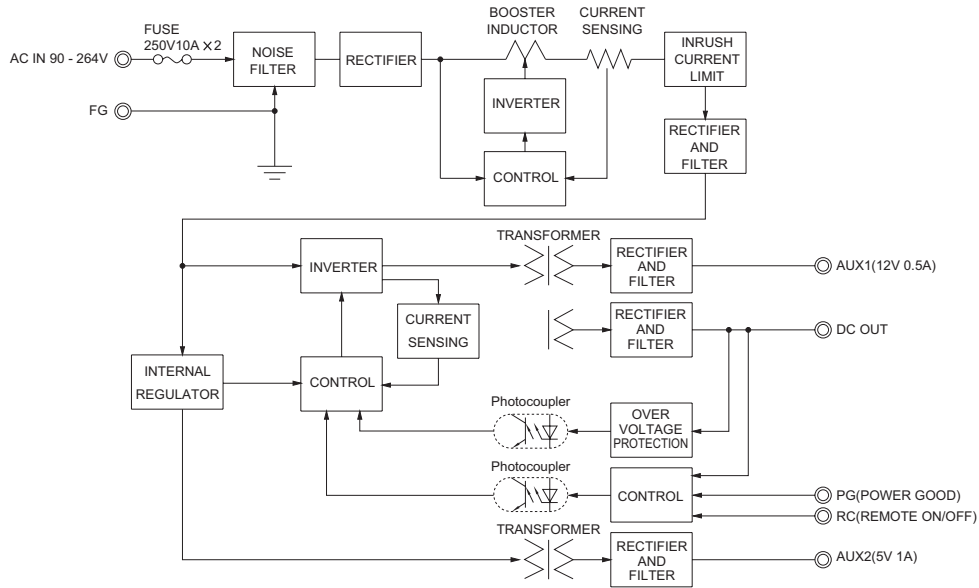 BOOSTER
INDUCTOR
CURRENT
SENSING
FUSE
250V10A ×2
AC IN 90 - 264V
NOISE
FILTER
RECTIFIER
INRUSH
CURRENT
LIMIT
FG
INVERTER
RECTIFIER
AND
FILTER
CONTROL
TRANSFORMER
INVERTER
RECTIFIER
AND
FILTER
AUX1(12V 0.5A)
CURRENT
SENSING
RECTIFIER
AND
FILTER
DC OUT
INTERNAL
REGULATOR
CONTROL
Photocoupler
OVER
VOLTAGE
PROTECTION
Photocoupler
CONTROL
PG(POWER GOOD)
RC(REMOTE ON/OFF)
TRANSFORMER
RECTIFIER
AND
FILTER
AUX2(5V 1A)